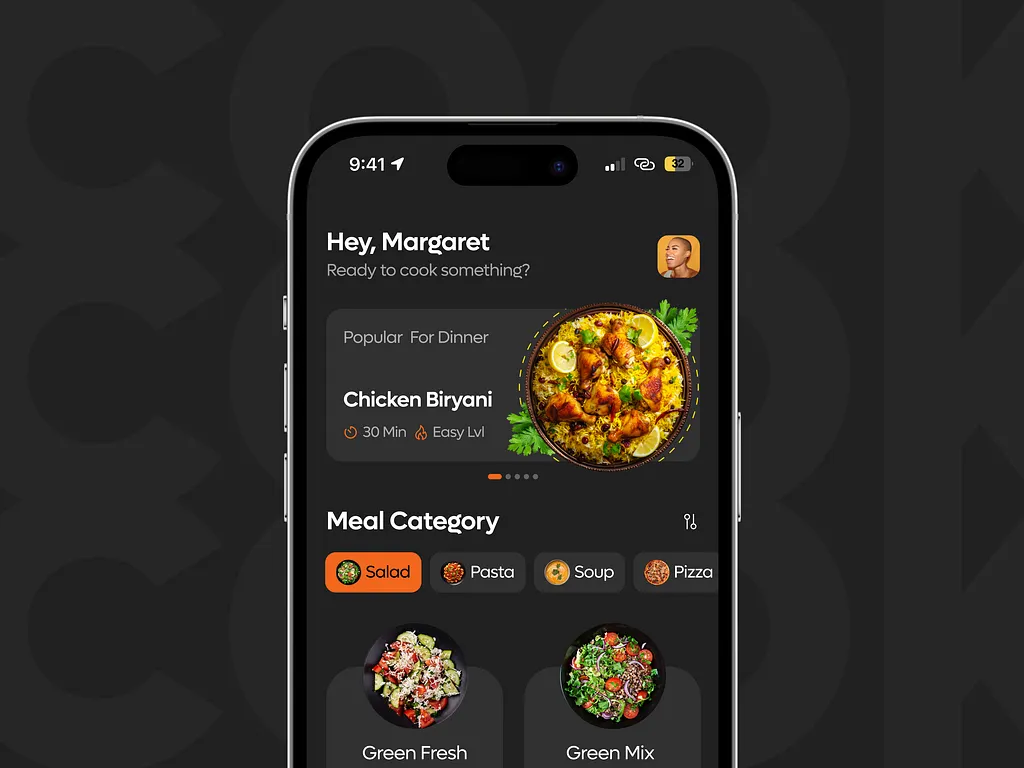 COOK
9:41
32
Hey, Margaret
Ready to cook something?
Popular For Dinner
Chicken Biryani
30 Min Easy Lvl
Meal Category
Salad Pasta Soup Pizza
Green Fresh Green Mix